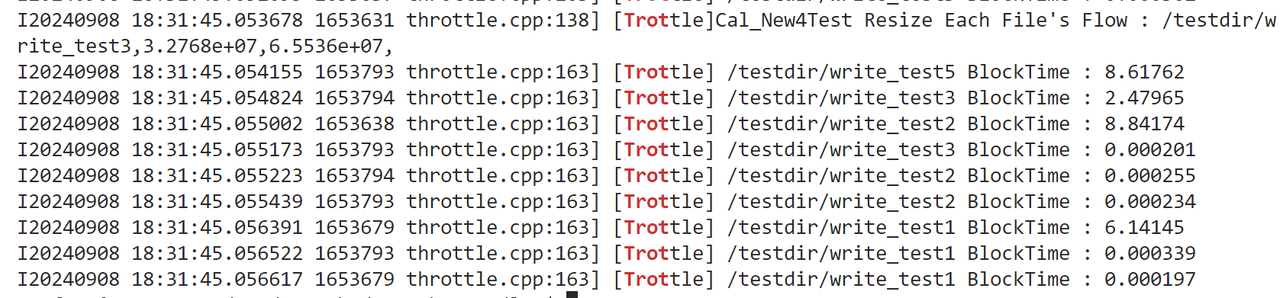 I20240908 18:31:45.053678 1653631 throttle.cpp:138] [Trottle]Cal_New4Test Resize Each File's Flow : /testdir/w
rite_test3,3.2768e+07,6.5536e+07,
I20240908 18:31:45.054155 1653793 throttle.cpp:163] [Trottle] /testdir/write_test5 BlockTime : 8.61762
I20240908 18:31:45.054824 1653794 throttle.cpp:163] [Trottle] /testdir/write_test3 BlockTime : 2.47965
I20240908 18:31:45.055002 1653638 throttle.cpp:163] [Trottle] /testdir/write_test2 BlockTime : 8.84174
I20240908 18:31:45.055173 1653793 throttle.cpp:163] [Trottle] /testdir/write_test3 BlockTime : 0.000201
I20240908 18:31:45.055223 1653794 throttle.cpp:163] [Trottle] /testdir/write_test2 BlockTime : 0.000255
I20240908 18:31:45.055439 1653793 throttle.cpp:163] [Trottle] /testdir/write_test2 BlockTime : 0.000234
I20240908 18:31:45.056391 1653679 throttle.cpp:163] [Trottle] /testdir/write_test1 BlockTime : 6.14145
I20240908 18:31:45.056522 1653793 throttle.cpp:163] [Trottle] /testdir/write_test1 BlockTime : 0.000339
I20240908 18:31:45.056617 1653679 throttle.cpp:163] [Trottle] /testdir/write_test1 BlockTime : 0.000197